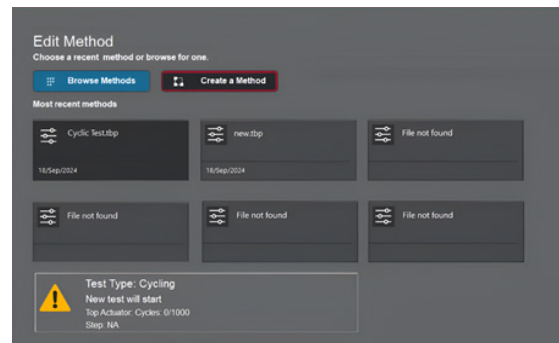 Edit Method
Choose a recent method or browse for one.
Browse Methods
Create a Method
Most recent methods
Cyclic Test.tbp
18/Sep/2024
new.tbp
18/Sep/2024
File not found
File not found
File not found
File not found
Test Type: Cycling
New test will start
Top Actuator: Cycles: 0/1000
Step: NA